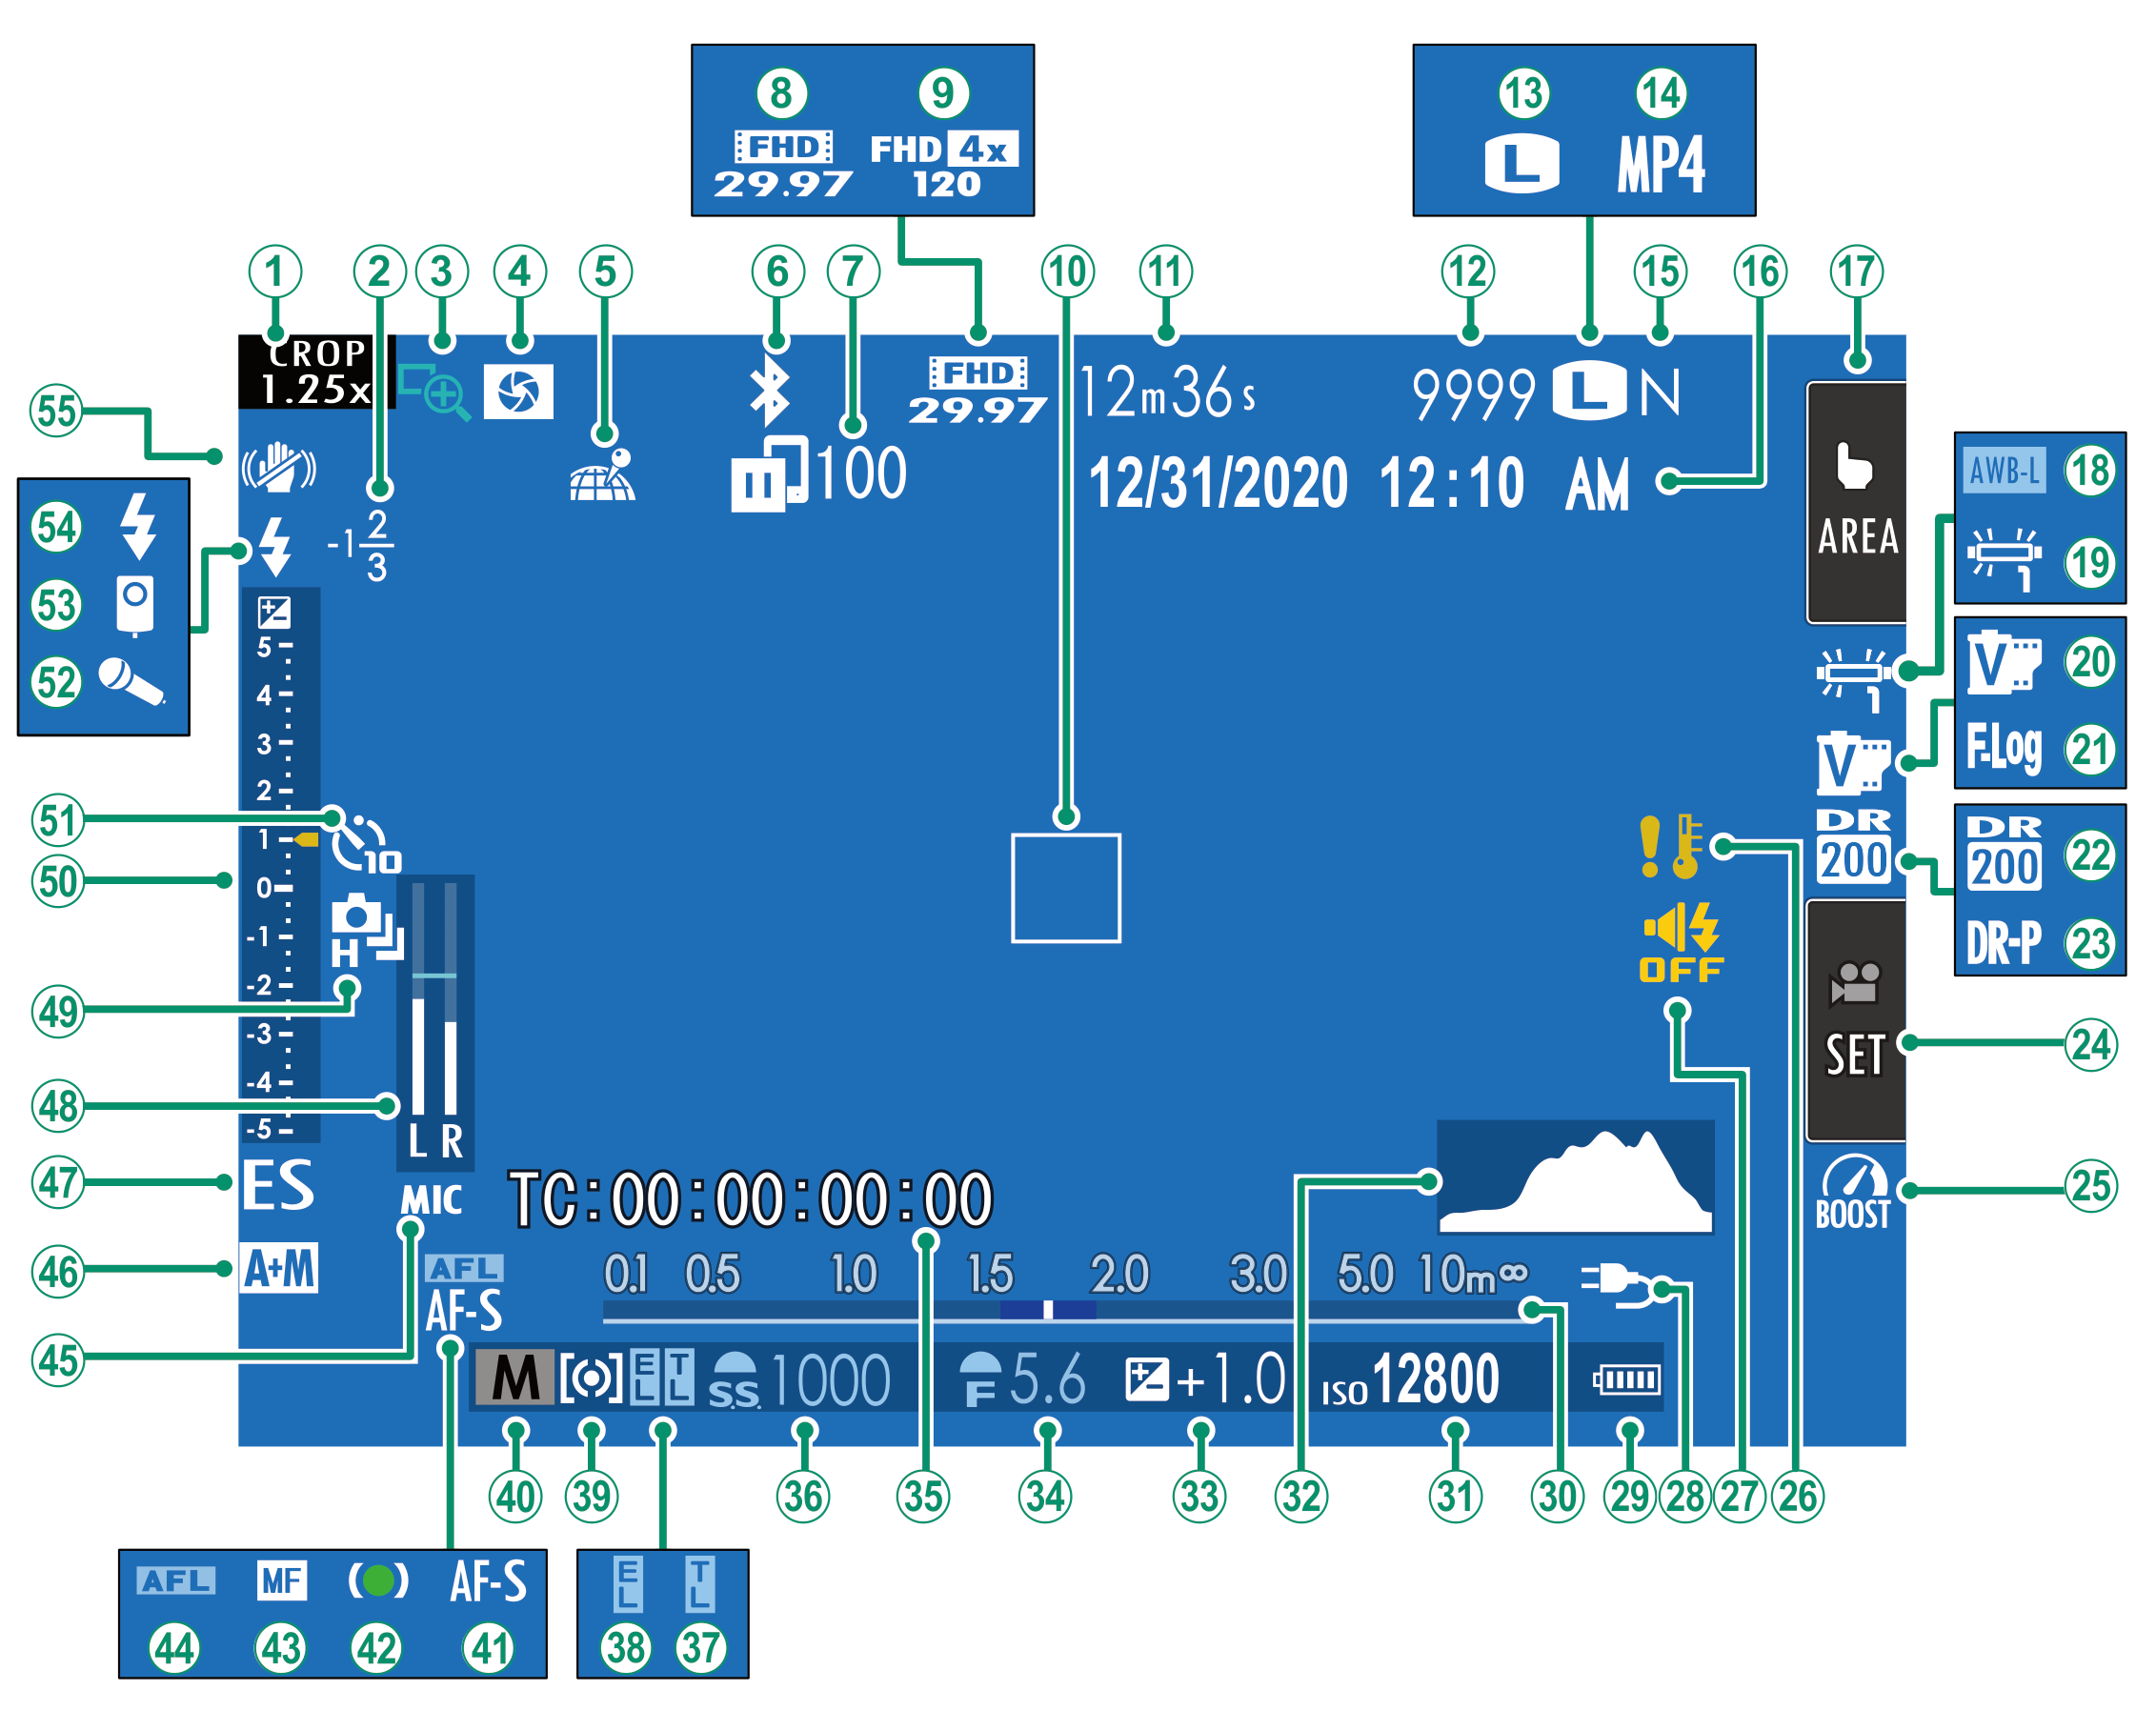 8 9 13 14
FHD FHD 4x L MP4
29.97 120
1 2 3 4 5 6 7 10 11 12 15 16 17
CROP
1.25x
FHD
29.97
12m36s
9999 L N
100
12/31/2020 12:10 AM
AREA
55
54
53
52
-1 2/3
AWB-L 18
19
V 20
F-Log 21
V
DR
200
DR
200 22
DR-P 23
5
4
3
2
1
0
-1
-2
-3
-4
-5
51
50
49
48
47
46
45
10
H
L R
MIC
ES
A+M
OFF
SET
24
BOOST
25
TC:00:00:00:00
AFL
AF-S
0.1 0.5 1.0 1.5 2.0 3.0 5.0 10m∞
M EL TL S.S. 1000 F 5.6 +1.0 ISO 12800
40 39 36 35 34 33 32 31 30 29 28 27 26
AFL MF AF-S
44 43 42 41
EL TL
38 37